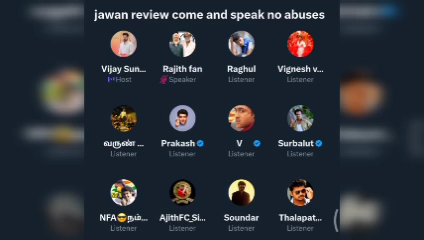 jawan review come and speak no abuses
Vijay Sun... Rajith fan Raghul Vignesh v...
Host Speaker Listener Listener
வருண் ... Prakash V Surbalut
Listener Listener Listener Listener
NFA😎நம்... AjithFC_Si... Soundar Thalapat...
Listener Listener Listener Listener